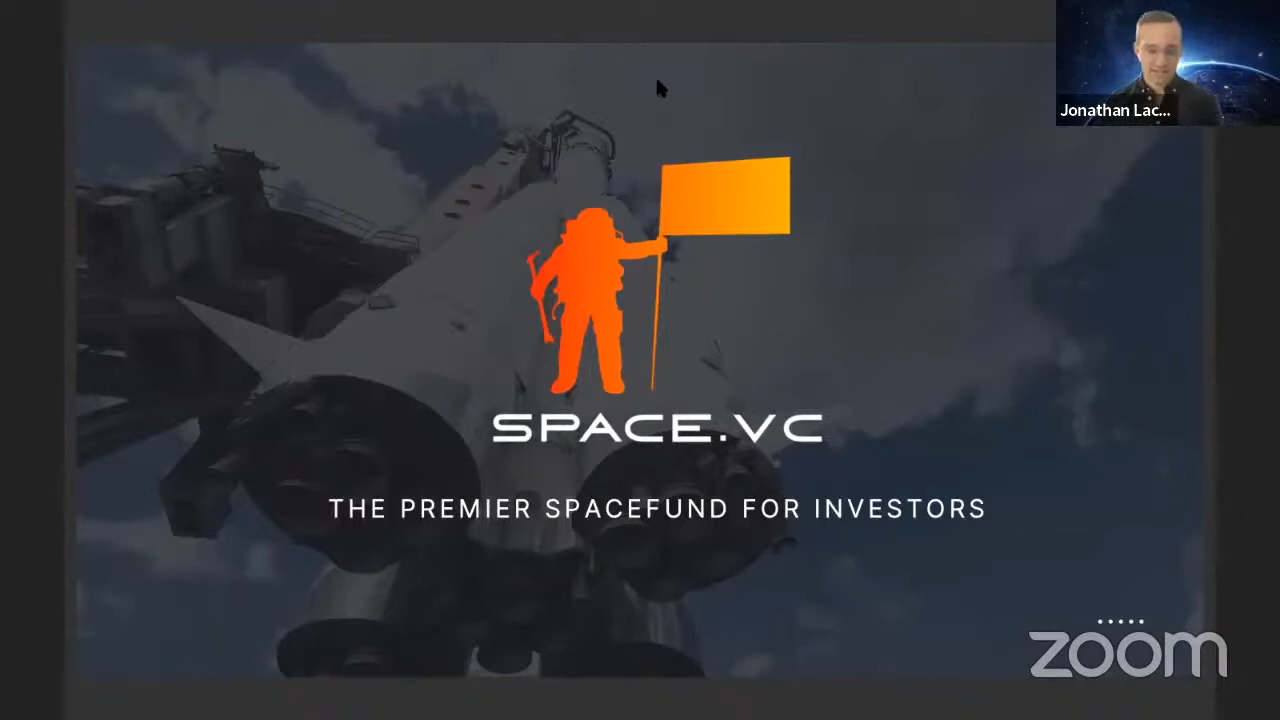 Jonathan Lac...
SPACE.VC
THE PREMIER SPACEFUND FOR INVESTORS
zoom